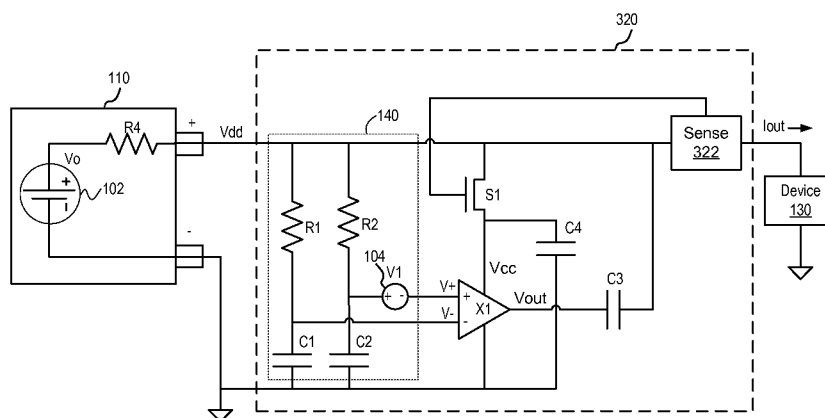 320
110
140
+
R4
Vdd
Iout
Vo
Sense
322
+
-
102
S1
Device
130
R1
R2
C4
-
104
V1
+ -
V+
+
Vcc
C3
X1
Vout
V-
-
C1
C2